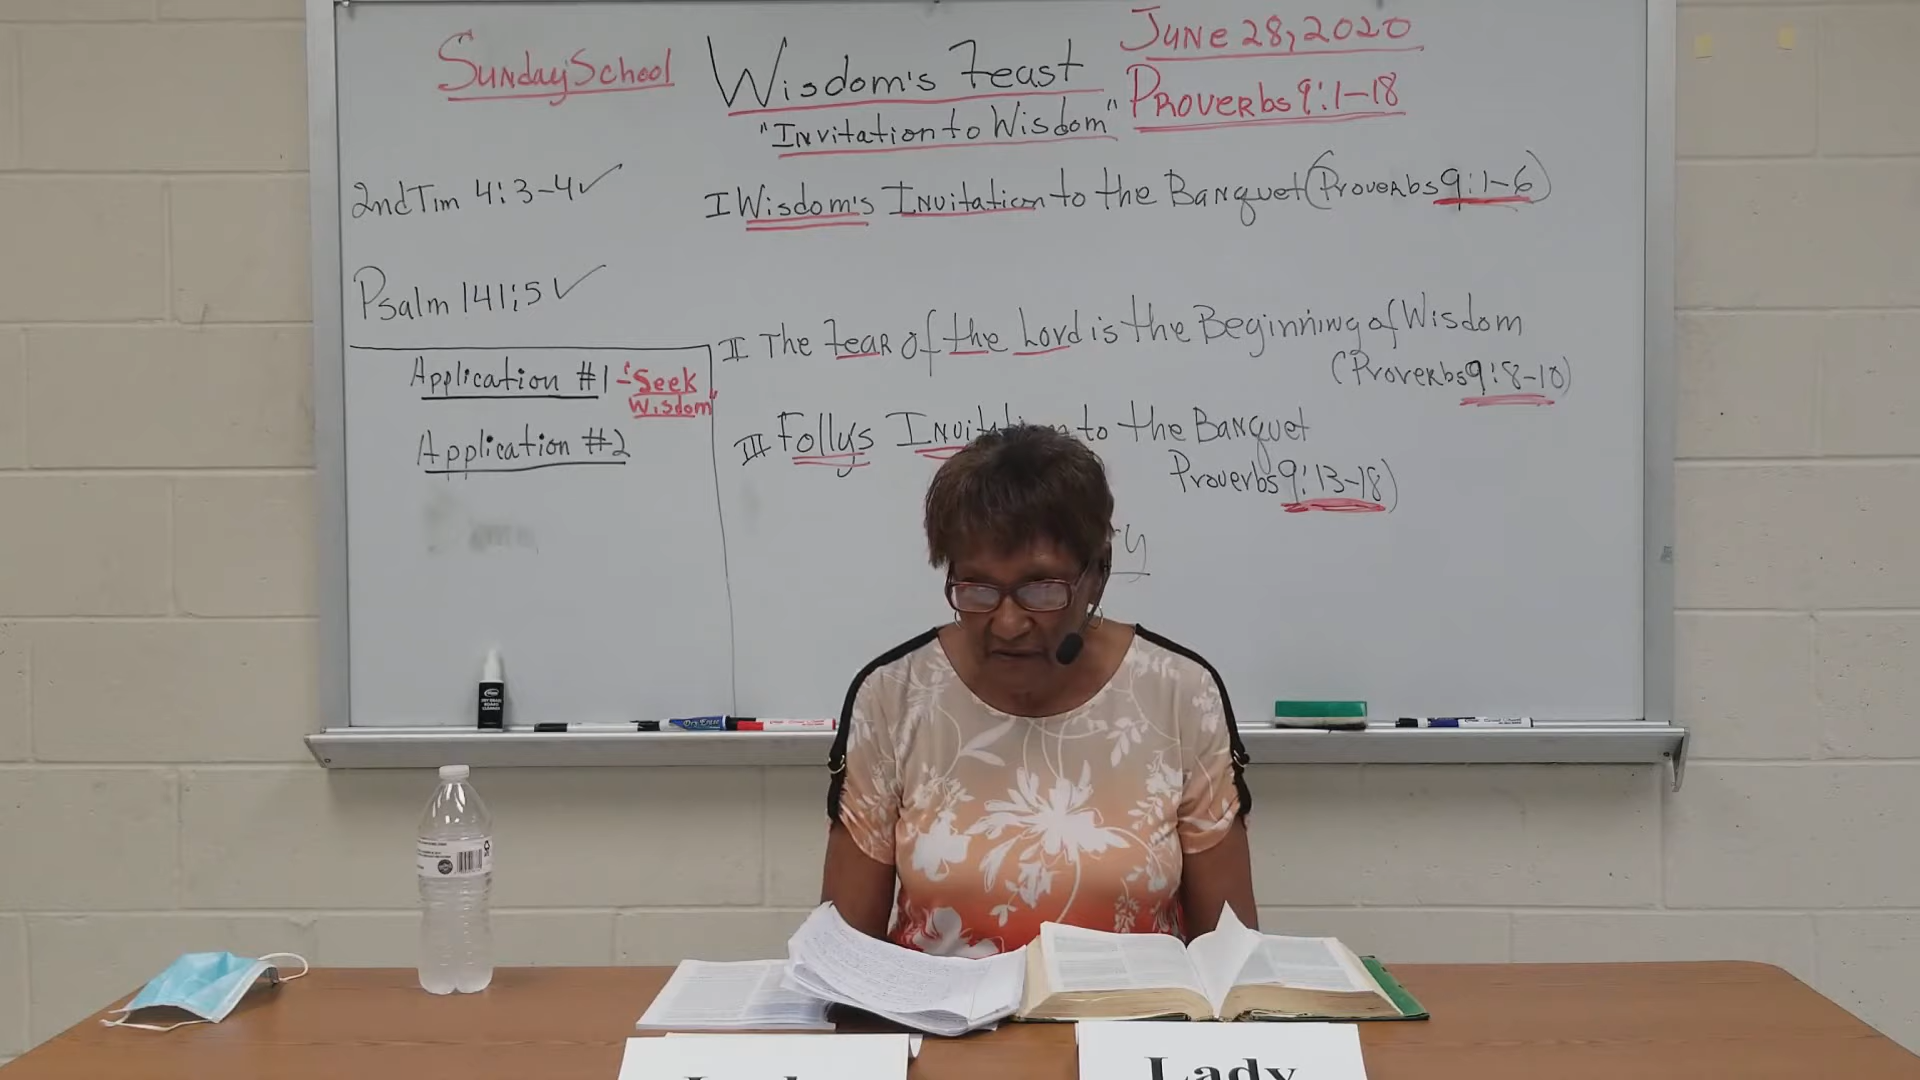 Sunday School
Wisdom's Feast
"Invitation to Wisdom"
June 28, 2020
Proverbs 9:1-18
2nd Tim 4:3-4✓
Psalm 141:5✓
Application #1 - Seek
Wisdom
Application #2
I Wisdom's Invitation to the Banquet (Proverbs 9:1-6)
II The Fear of the Lord is the Beginning of Wisdom
(Proverbs 9:8-10)
III Folly's to the Banquet
Proverbs 9:13-18)
Dry Erase
Lady